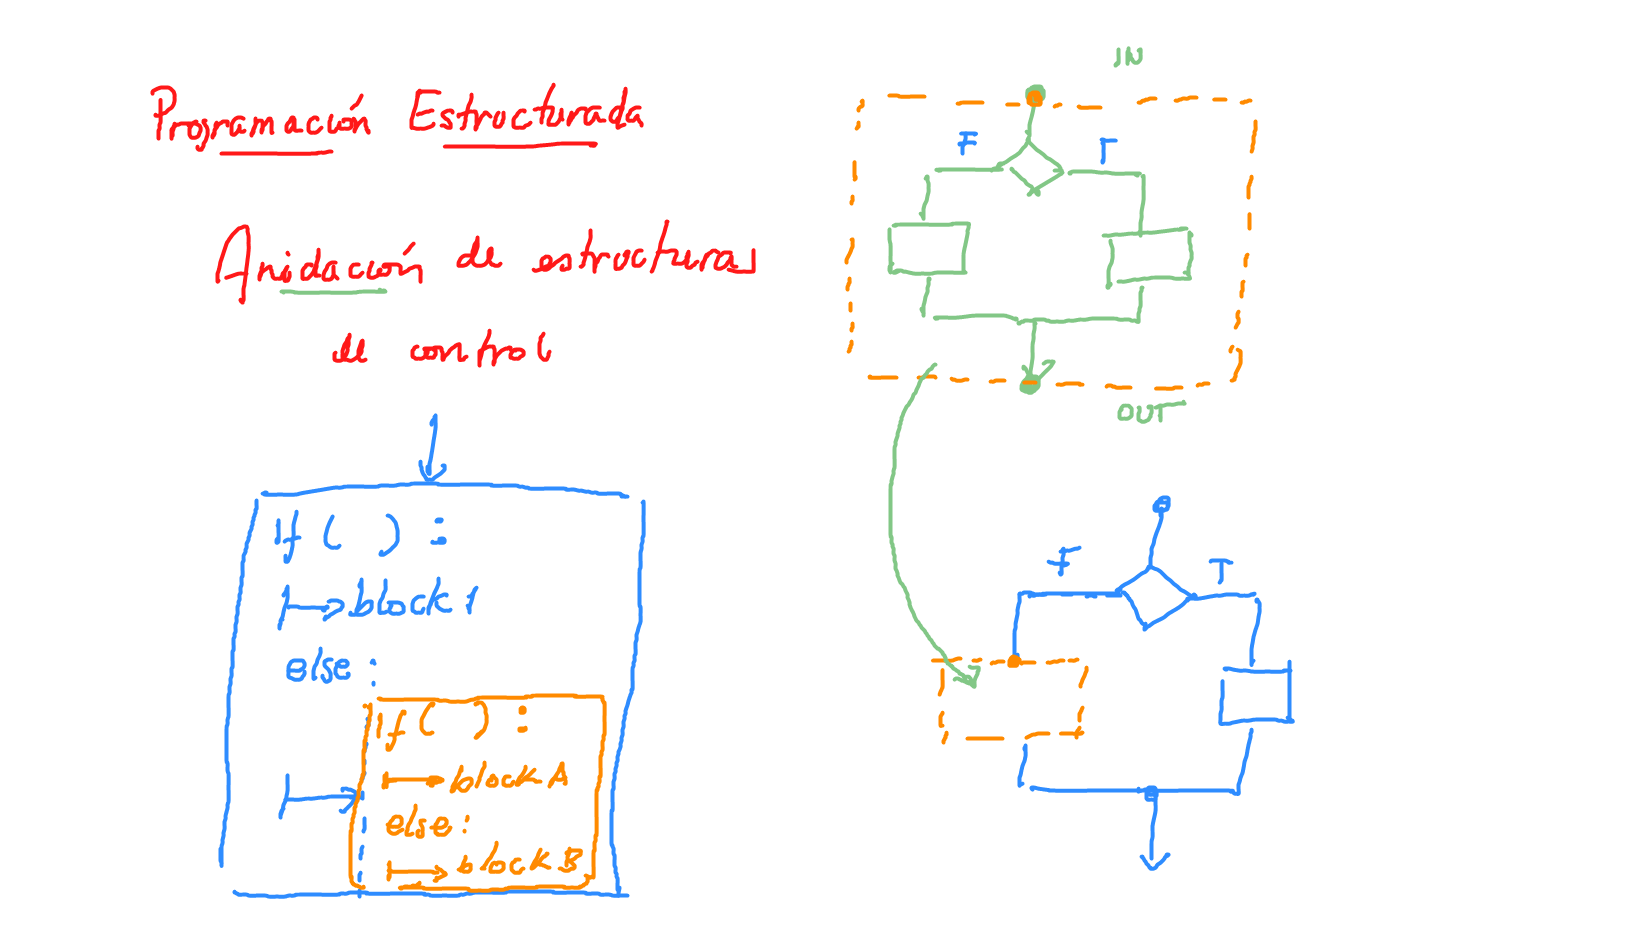 Programación Estructurada
Anidación de estructuras
de control
if ( ) :
block 1
else :
if ( ) :
block A
else :
block B
IN
F T
OUT
F T